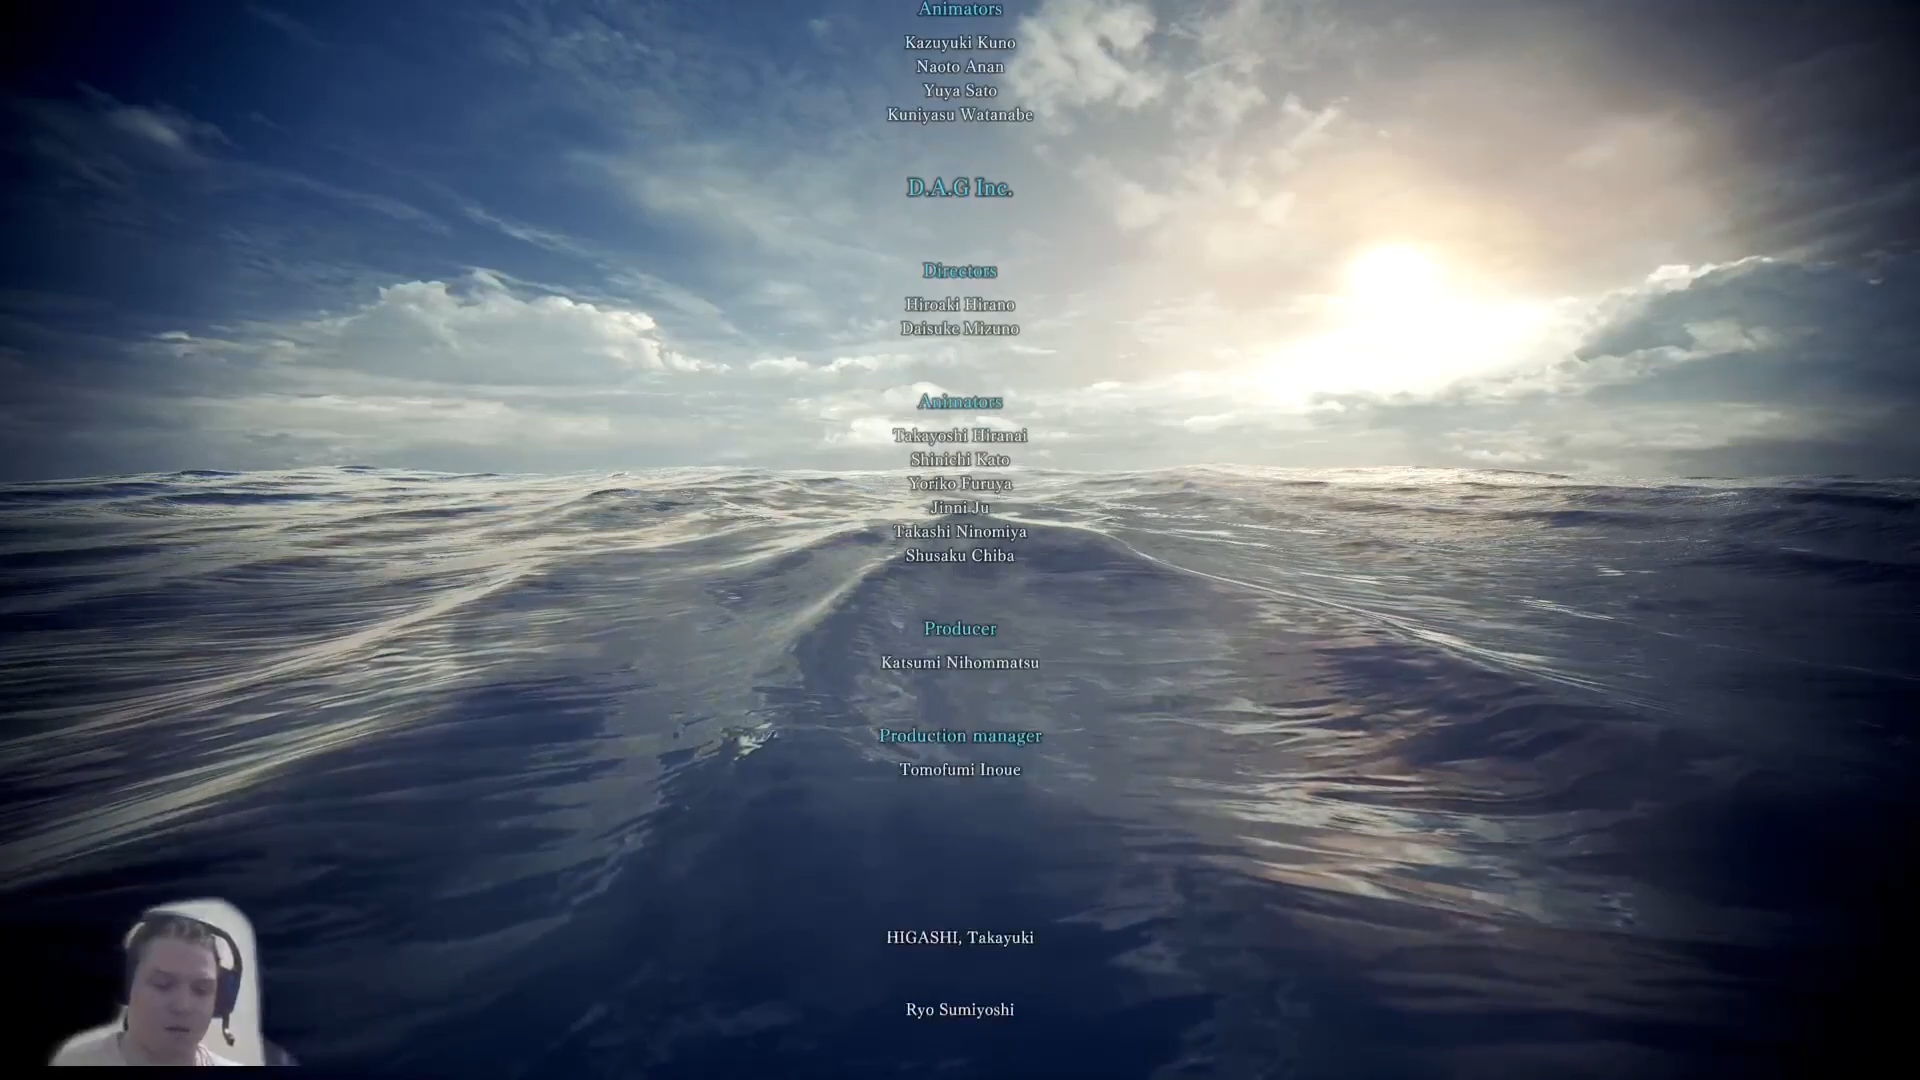 Animators
Kazuyuki Kuno
Naoto Anan
Yuya Sato
Kuniyasu Watanabe
D.A.G Inc.
Directors
Hiroaki Hirano
Daisuke Mizuno
Animators
Takayoshi Hiranai
Shinichi Kato
Yoriko Furuya
Jinni Ju
Takashi Ninomiya
Shusaku Chiba
Producer
Katsumi Nihommatsu
Production manager
Tomofumi Inoue
HIGASHI, Takayuki
Ryo Sumiyoshi